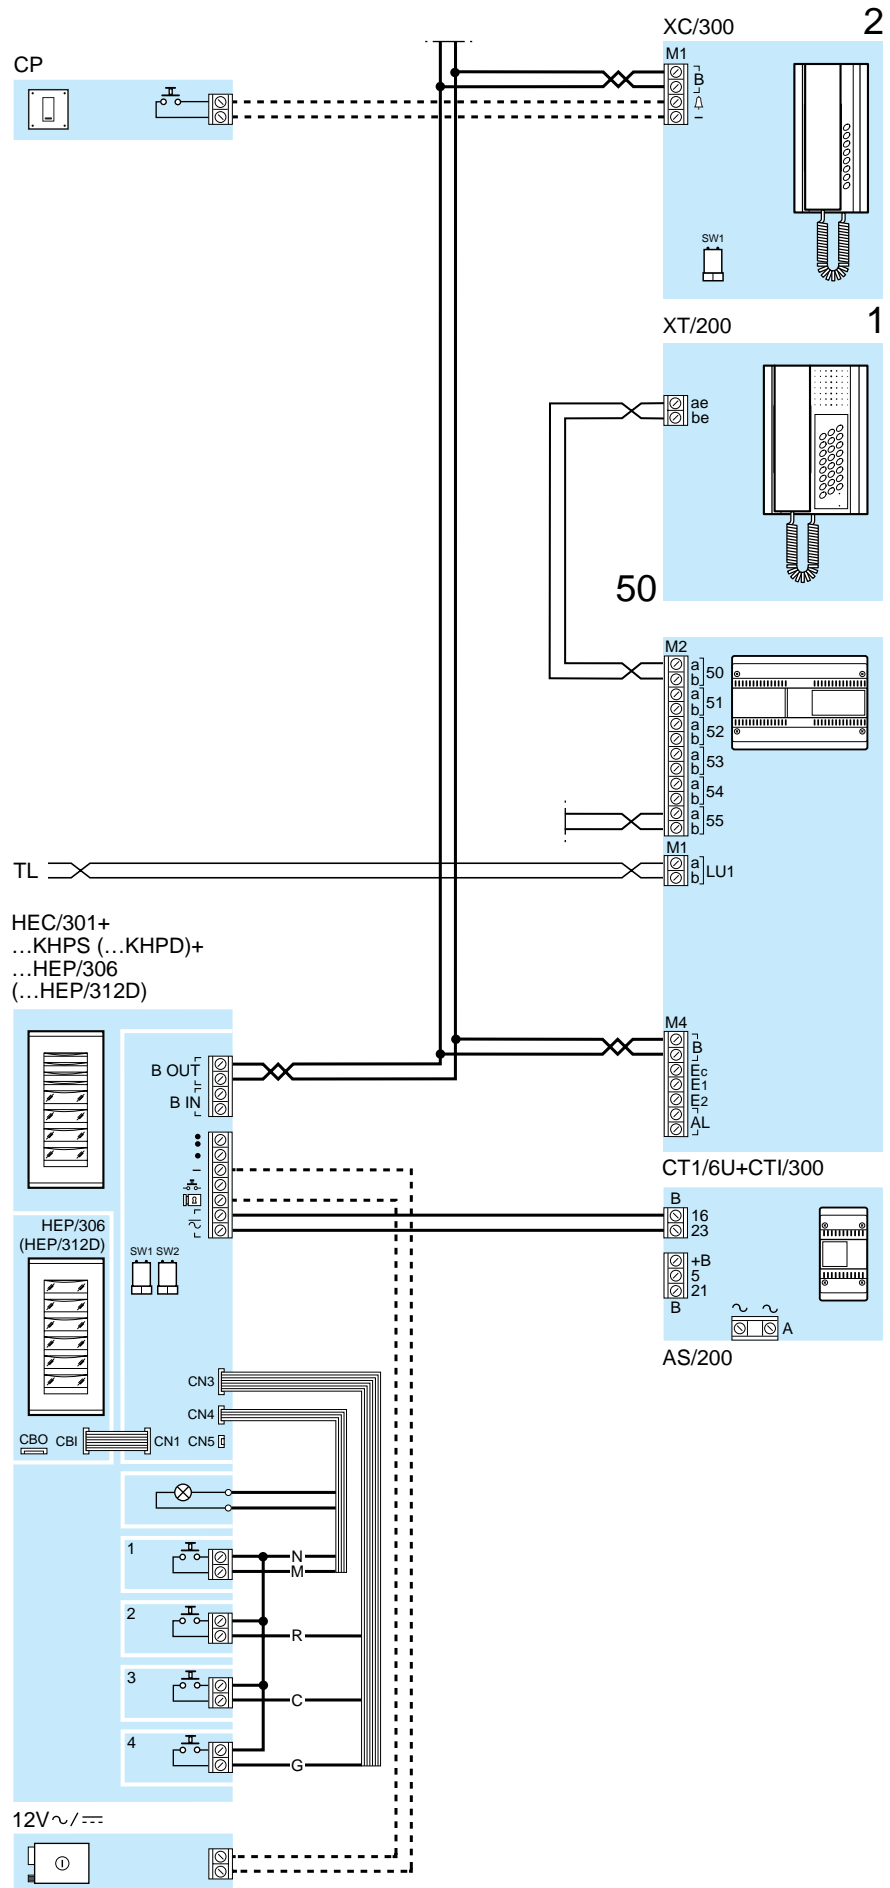 XC/300
2
CP
M1
B
–
SW1
XT/200
1
ae
be
50
M2
a
b
50
a
b
51
a
b
52
a
b
53
a
b
54
a
b
55
M1
a
b
LU1
TL
HEC/301+
…KHPS (…KHPD)+
…HEP/306
(…HEP/312D)
M4
B
Ec
E1
E2
AL
CT1/6U+CTI/300
B OUT
B IN
–
B
16
23
+B
5
21
B
A
AS/200
HEP/306
(HEP/312D)
SW1 SW2
CN3
CN4
CBO CBI CN1 CN5
1
N
M
2
R
3
C
4
G
12V~/⎓